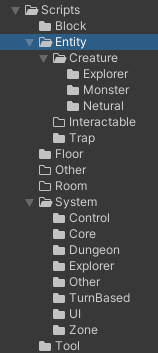 Scripts
Block
Entity
Creature
Explorer
Monster
Netural
Interactable
Trap
Floor
Other
Room
System
Control
Core
Dungeon
Explorer
Other
TurnBased
UI
Zone
Tool